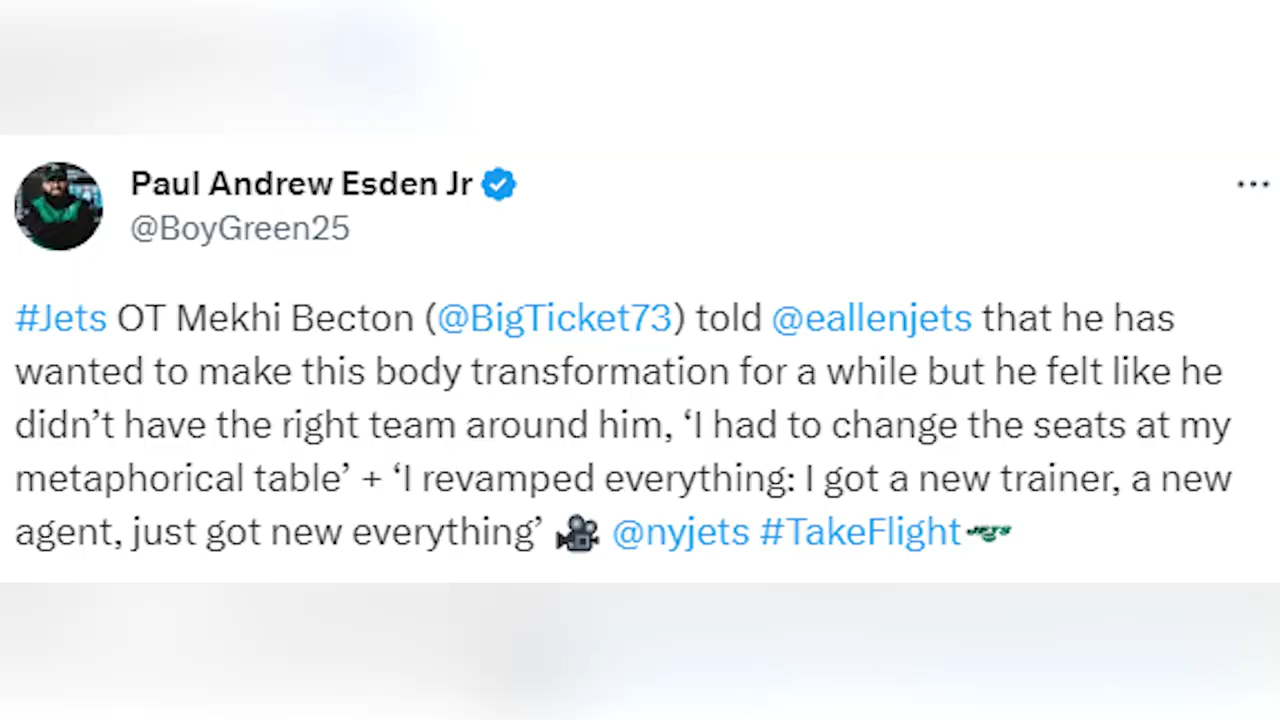 Paul Andrew Esden Jr
@BoyGreen25
#Jets OT Mekhi Becton (@BigTicket73) told @eallenjets that he has
wanted to make this body transformation for a while but he felt like he
didn’t have the right team around him, ‘I had to change the seats at my
metaphorical table’ + ‘I revamped everything: I got a new trainer, a new
agent, just got new everything’ 🎥 @nyjets #TakeFlight
JETS